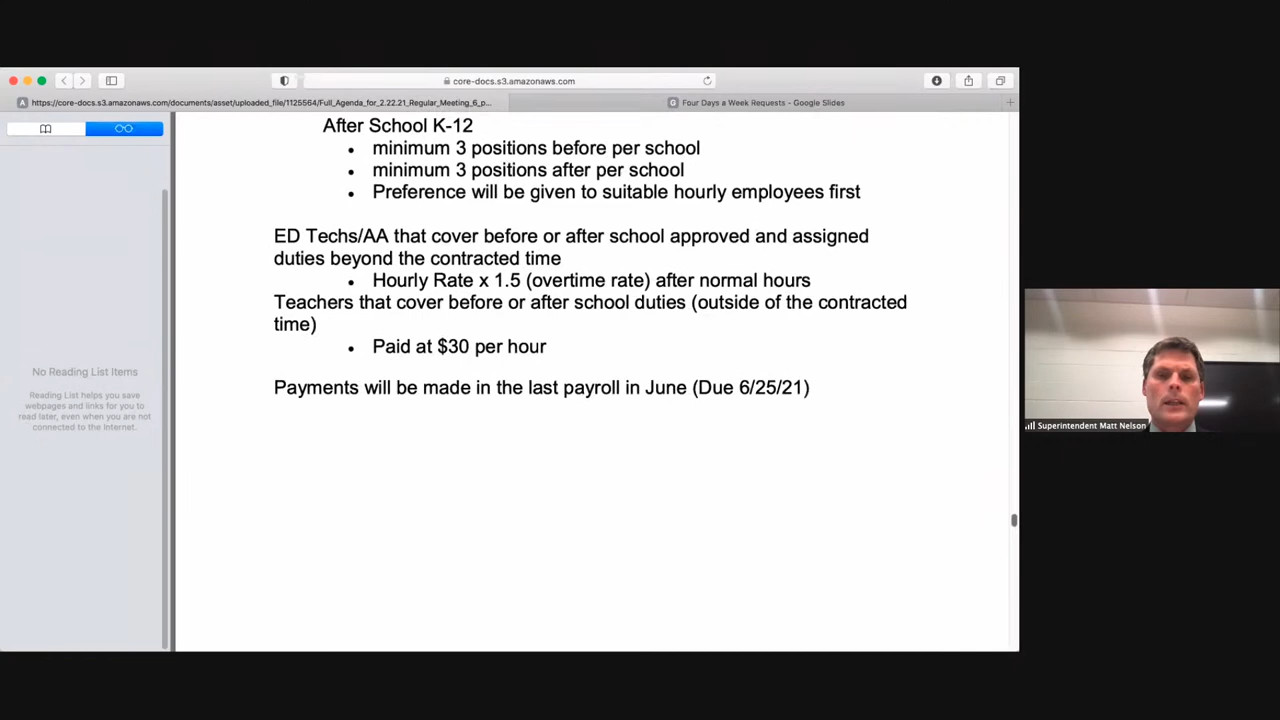 core-docs.s3.amazonaws.com
https://core-docs.s3.amazonaws.com/documents/asset/uploaded_file/1125564/Full_Agenda_for_2.22.21_Regular_Meeting_6_p...
Four Days a Week Requests - Google Slides
No Reading List Items
Reading List helps you save
webpages and links for you to
read later, even when you are
not connected to the Internet.
After School K-12
• minimum 3 positions before per school
• minimum 3 positions after per school
• Preference will be given to suitable hourly employees first
ED Techs/AA that cover before or after school approved and assigned
duties beyond the contracted time
• Hourly Rate x 1.5 (overtime rate) after normal hours
Teachers that cover before or after school duties (outside of the contracted
time)
• Paid at $30 per hour
Payments will be made in the last payroll in June (Due 6/25/21)
Superintendent Matt Nelson